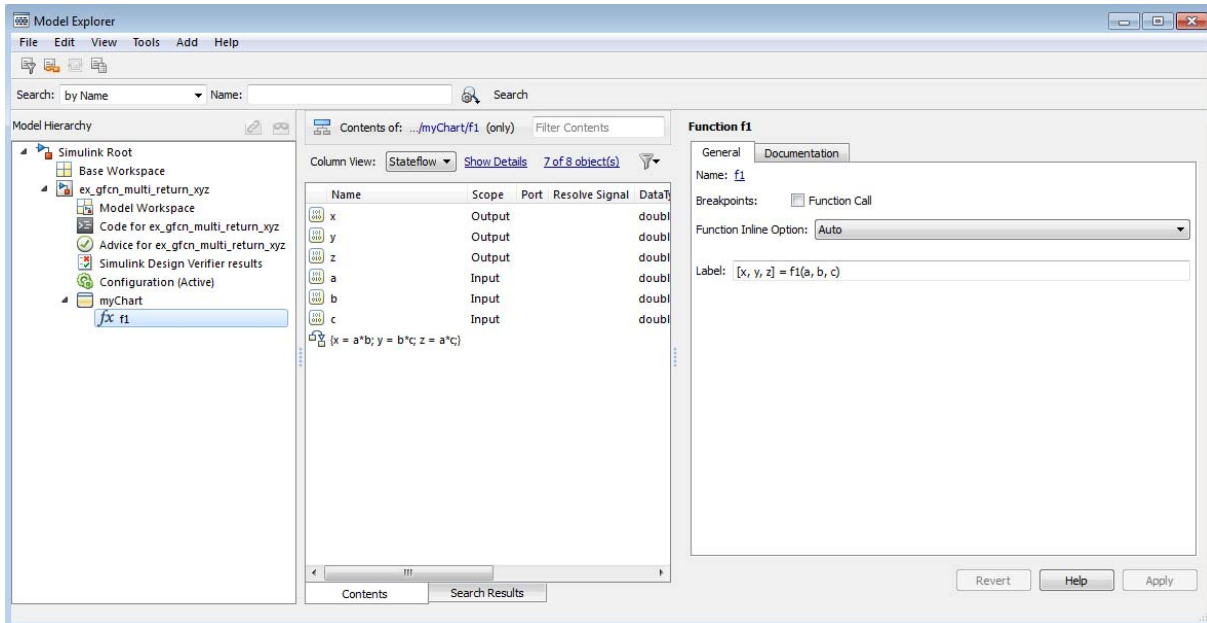 Model Explorer
File Edit View Tools Add Help
Search: by Name Name: Search
Model Hierarchy
Simulink Root
Base Workspace
ex_gfcn_multi_return_xyz
Model Workspace
Code for ex_gfcn_multi_return_xyz
Advice for ex_gfcn_multi_return_xyz
Simulink Design Verifier results
Configuration (Active)
myChart
fx f1
Contents of: .../myChart/f1 (only) Filter Contents
Column View: Stateflow Show Details 7 of 8 object(s)
Name Scope Port Resolve Signal DataTy
x Output doubl
y Output doubl
z Output doubl
a Input doubl
b Input doubl
c Input doubl
{x = a*b; y = b*c; z = a*c;}
Contents Search Results
Function f1
General Documentation
Name: f1
Breakpoints: Function Call
Function Inline Option: Auto
Label: [x, y, z] = f1(a, b, c)
Revert Help Apply